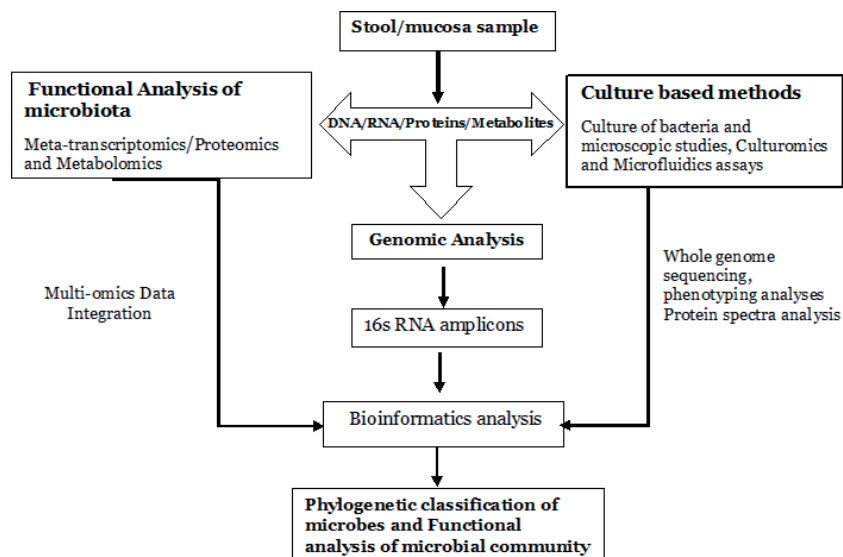 Stool/mucosa sample
Functional Analysis of
microbiota
Meta-transcriptomics/Proteomics
and Metabolomics
DNA/RNA/Proteins/Metabolites
Culture based methods
Culture of bacteria and
microscopic studies, Culturomics
and Microfluidics assays
Genomic Analysis
Multi-omics Data
Integration
Whole genome
sequencing,
phenotyping analyses
Protein spectra analysis
16s RNA amplicons
Bioinformatics analysis
Phylogenetic classification of
microbes and Functional
analysis of microbial community